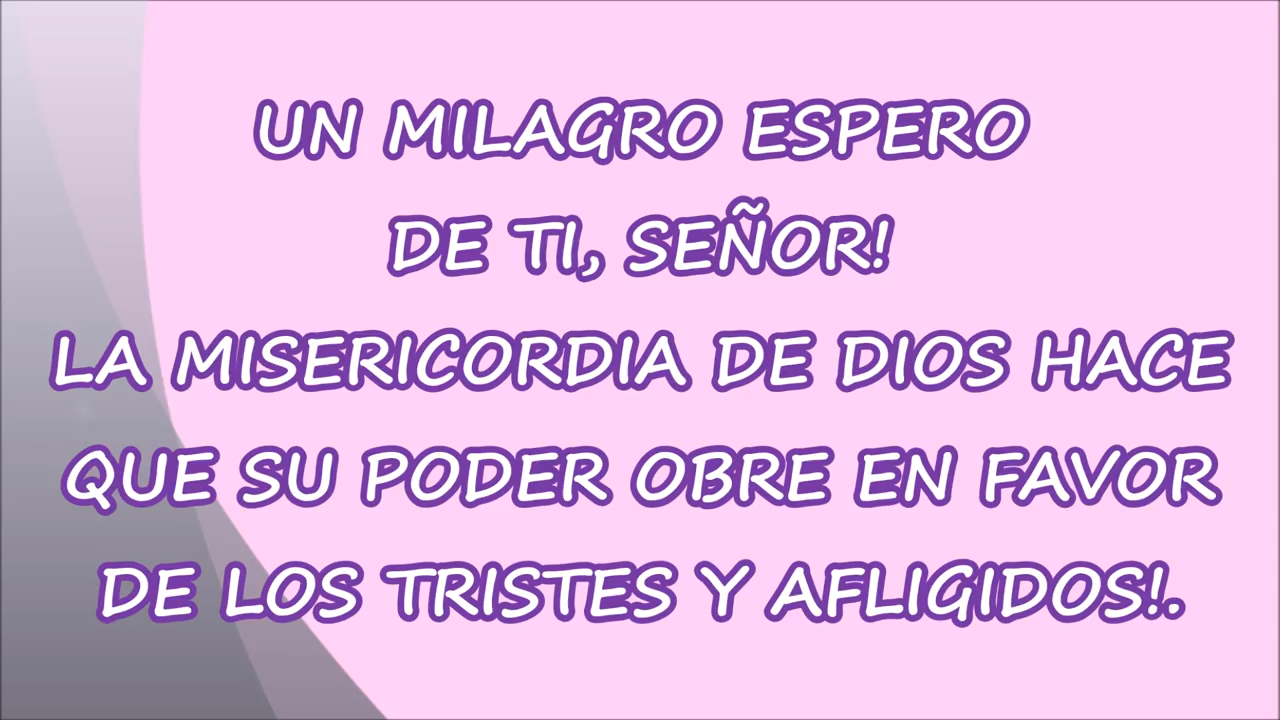 UN MILAGRO ESPERO
DE TI, SEÑOR!
LA MISERICORDIA DE DIOS HACE
QUE SU PODER OBRE EN FAVOR
DE LOS TRISTES Y AFLIGIDOS!.